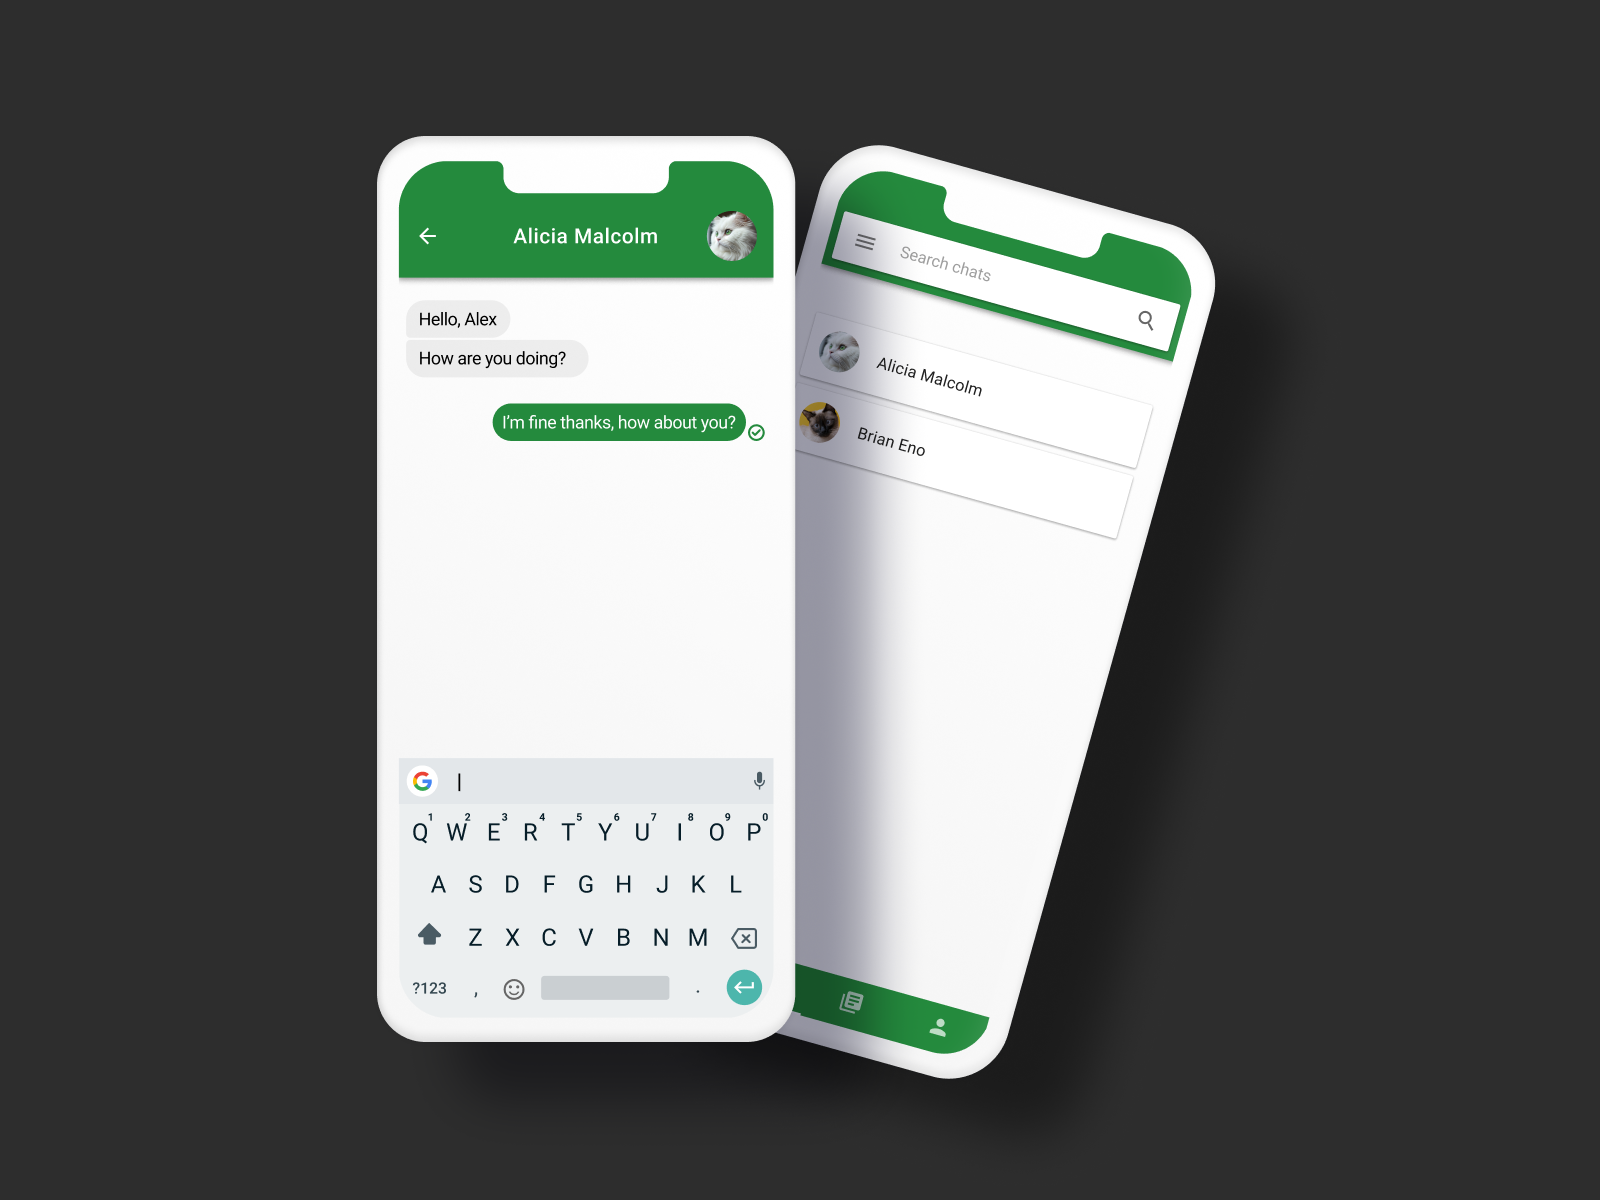 Alicia Malcolm
Hello, Alex
How are you doing?
I'm fine thanks, how about you?
G
1 2 3 4 5 6 7 8 9 0
Q W E R T Y U I O P
A S D F G H J K L
Z X C V B N M
?123 , .
Search chats
Alicia Malcolm
Brian Eno